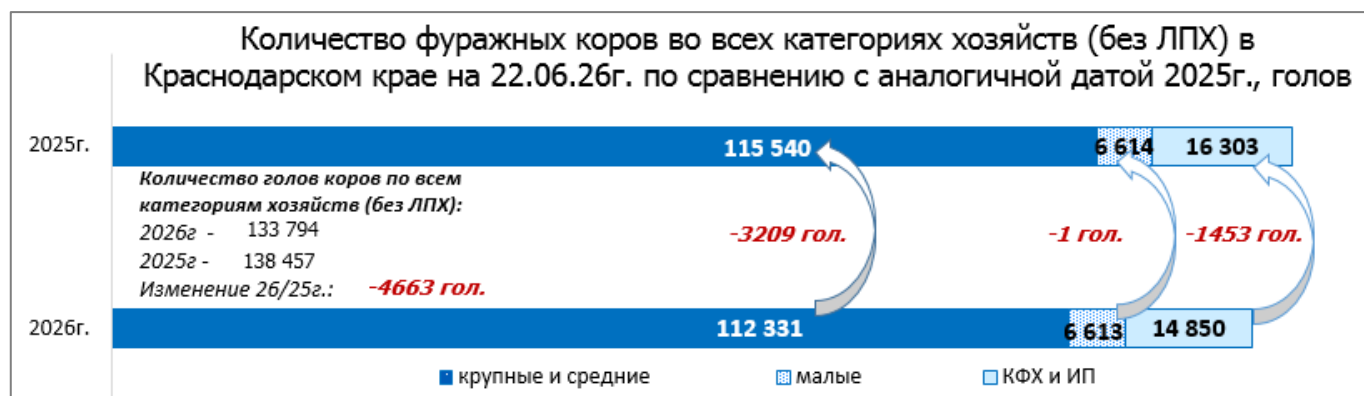 Количество фуражных коров во всех категориях хозяйств (без ЛПХ) в
Краснодарском крае на 22.06.26г. по сравнению с аналогичной датой 2025г., голов
2025г.
115 540
6 614
16 303
Количество голов коров по всем
категориям хозяйств (без ЛПХ):
2026г - 133 794
2025г - 138 457
Изменение 26/25г.: -4663 гол.
-3209 гол.
-1 гол.
-1453 гол.
2026г.
112 331
6 613
14 850
крупные и средние
малые
КФХ и ИП